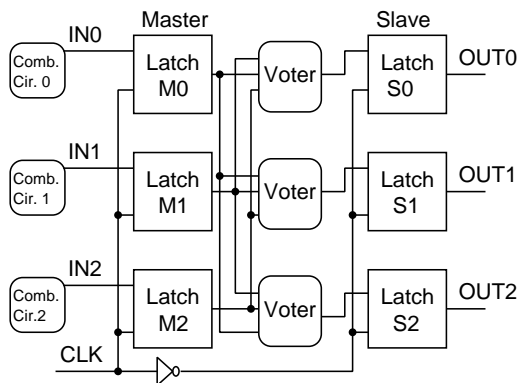 Master
Slave
IN0
OUT0
Comb.
Cir. 0
Latch
M0
Voter
Latch
S0
IN1
OUT1
Comb.
Cir. 1
Latch
M1
Voter
Latch
S1
IN2
OUT2
Comb.
Cir.2
Latch
M2
Voter
Latch
S2
CLK